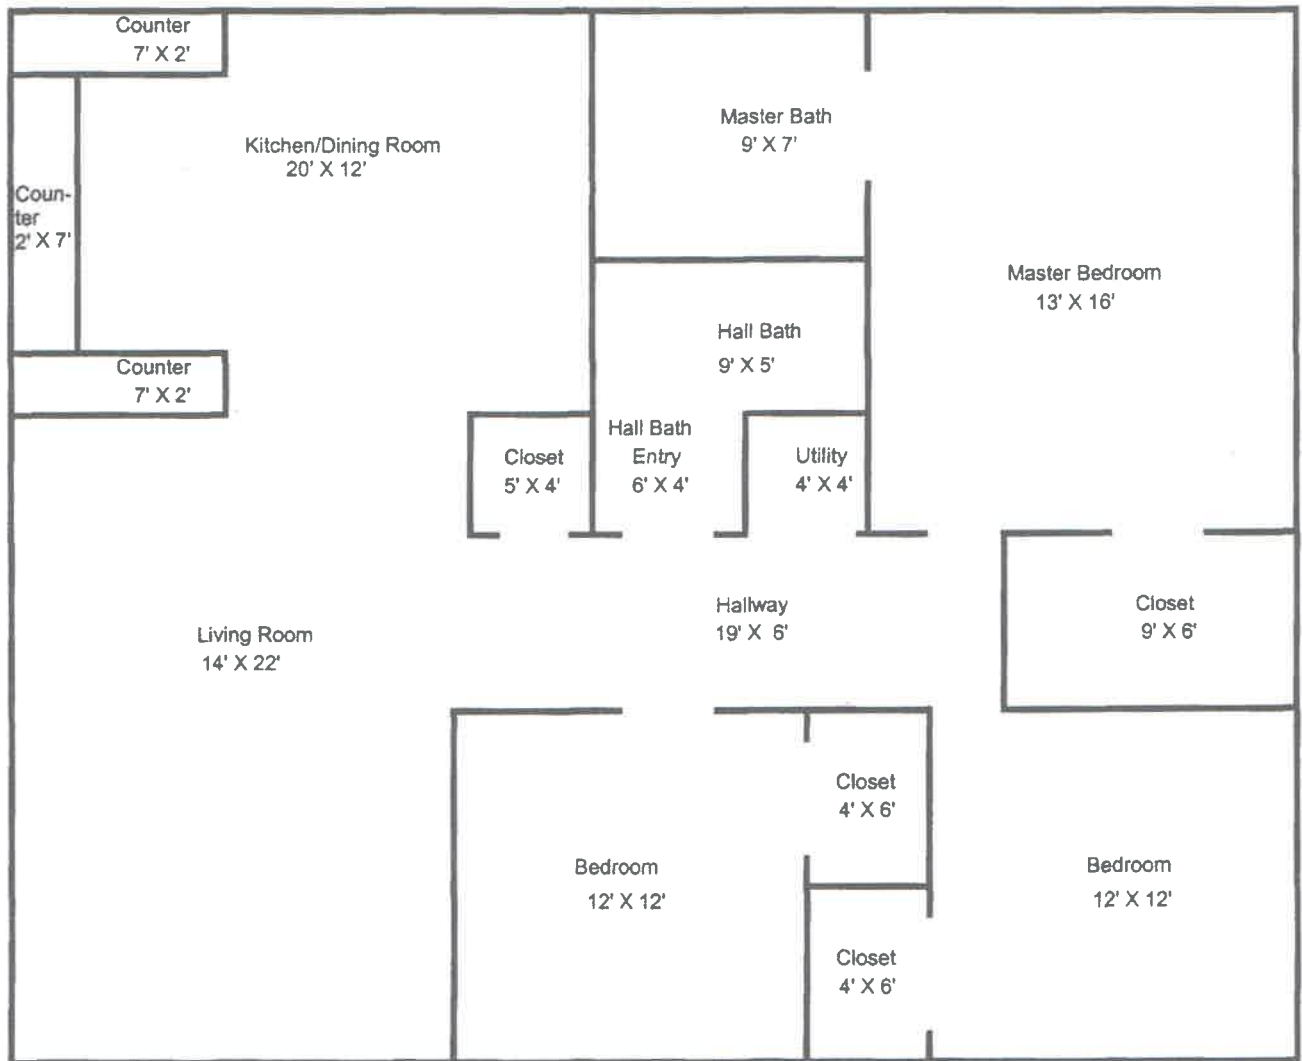 Counter
7' X 2'
Kitchen/Dining Room
20' X 12'
Coun-
ter
2' X 7'
Counter
7' X 2'
Master Bath
9' X 7'
Master Bedroom
13' X 16'
Hall Bath
9' X 5'
Closet
5' X 4'
Hall Bath
Entry
6' X 4'
Utility
4' X 4'
Living Room
14' X 22'
Hallway
19' X 6'
Closet
9' X 6'
Bedroom
12' X 12'
Closet
4' X 6'
Closet
4' X 6'
Bedroom
12' X 12'